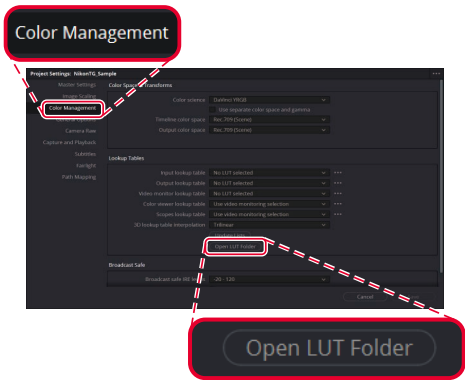 Color Management
Project Settings: NikonTG_Sample
Master Settings
Image Scaling
Color Management
Camera Raw
Capture and Playback
Subtitles
Fairlight
Path Mapping
Color Space & Transforms
Color science DaVinci YRGB
Use separate color space and gamma
Timeline color space Rec.709 (Scene)
Output color space Rec.709 (Scene)
Lookup Tables
Input lookup table No LUT selected
Output lookup table No LUT selected
Video monitor lookup table No LUT selected
Color viewer lookup table Use video monitoring selection
Scopes lookup table Use video monitoring selection
3D lookup table interpolation Trilinear
Open LUT Folder
Broadcast Safe
Broadcast safe IRE levels -20 - 120
Cancel
Open LUT Folder